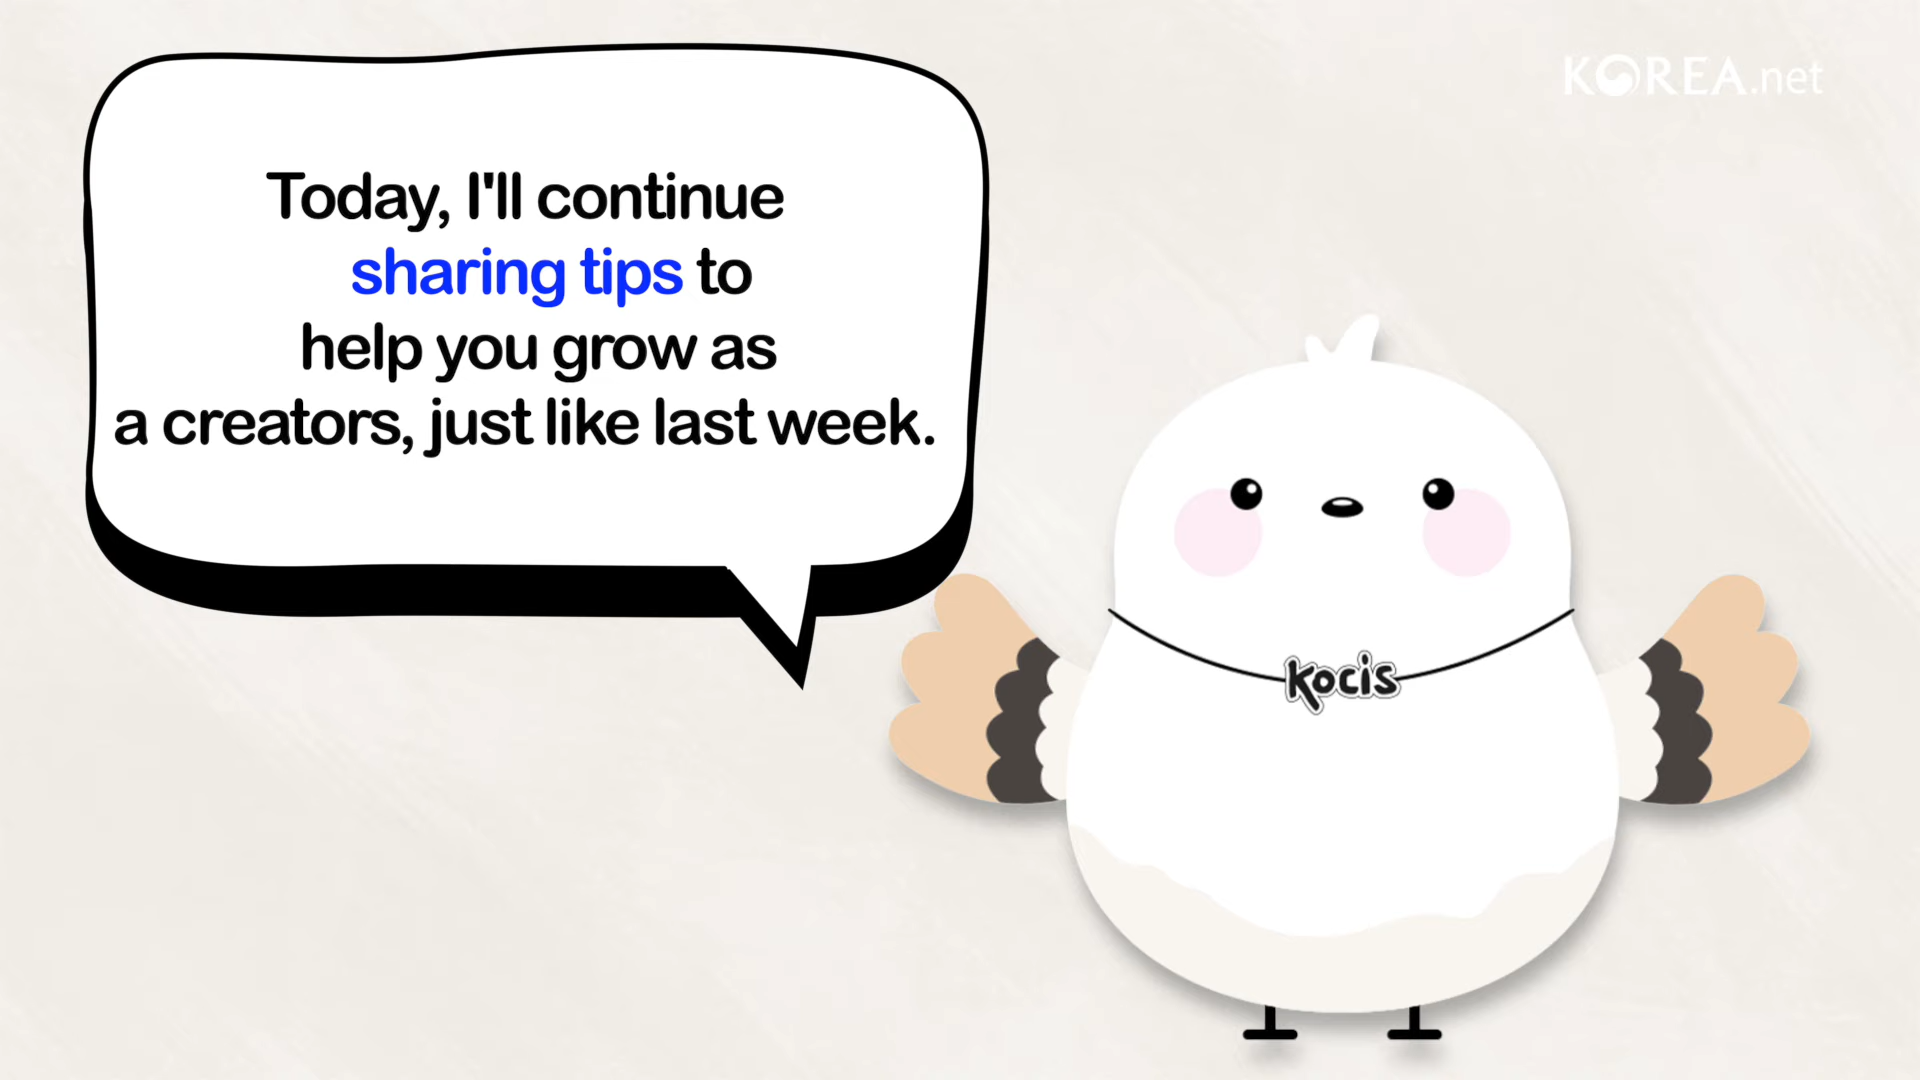 KOREA.net
Today, I'll continue
sharing tips to
help you grow as
a creators, just like last week.
kocis